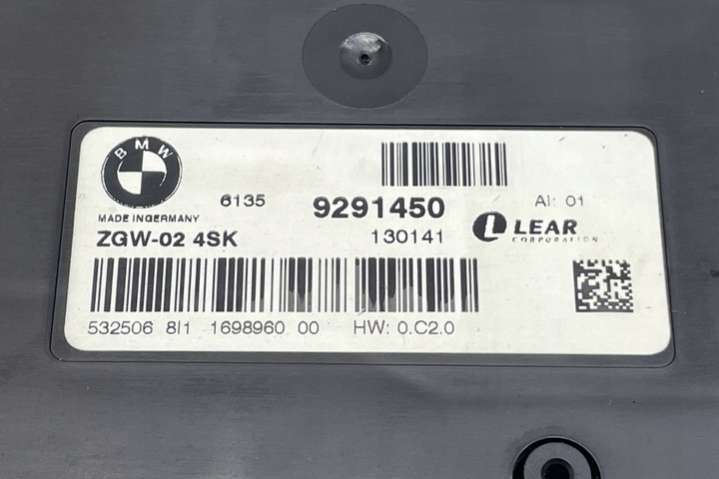 BMW
6135 9291450 AI: 01
MADE INGERMANY
ZGW-02 4SK 130141 LEAR
CORPORATION
532506 8I1 1698960 00 HW: 0.C2.0